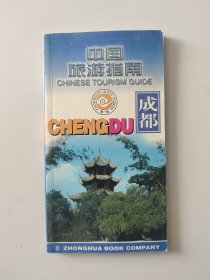 中国
旅游指南
CHINESE TOURISM GUIDE
CHENGDU
成都
ZHONGHUA BOOK COMPANY